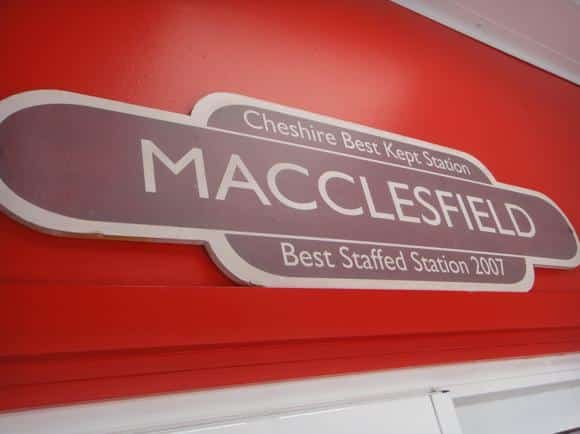 Cheshire Best Kept Station
MACCLESFIELD
Best Staffed Station 2007